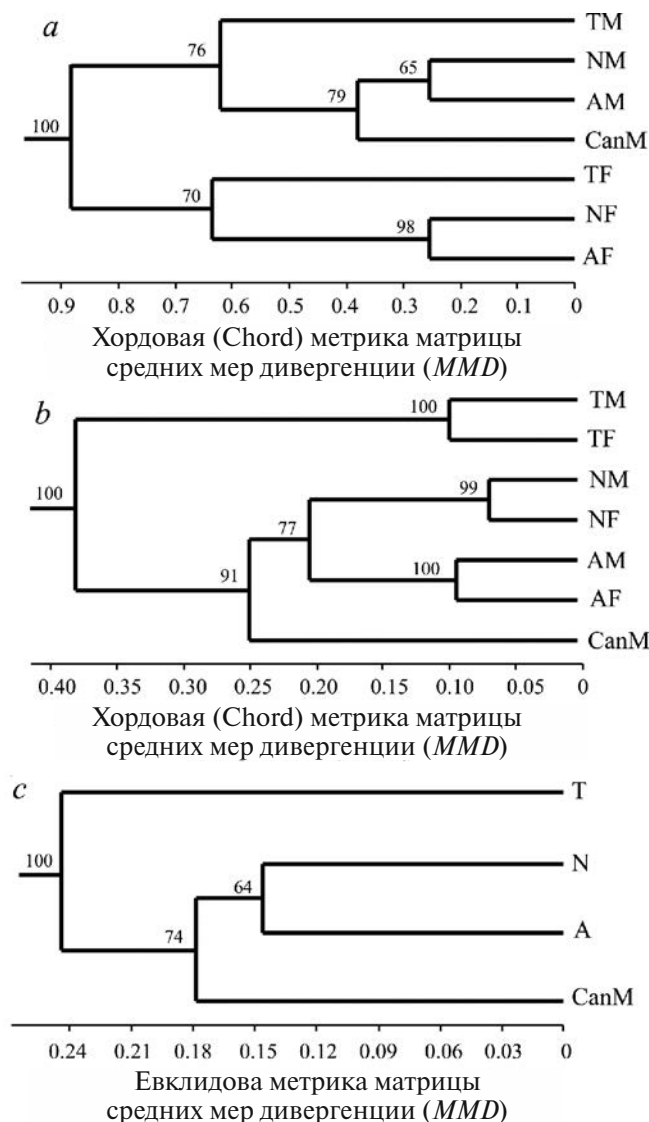 a
TM
76
NM
65
79
AM
100
CanM
TF
70
NF
98
AF
0.9 0.8 0.7 0.6 0.5 0.4 0.3 0.2 0.1 0
Хордовая (Chord) метрика матрицы
средних мер дивергенции (MMD)
b
TM
100
TF
NM
99
100
NF
77
AM
91
100
AF
CanM
0.40 0.35 0.30 0.25 0.20 0.15 0.10 0.05 0
Хордовая (Chord) метрика матрицы
средних мер дивергенции (MMD)
c
T
100
N
64
A
74
CanM
0.24 0.21 0.18 0.15 0.12 0.09 0.06 0.03 0
Евклидова метрика матрицы
средних мер дивергенции (MMD)